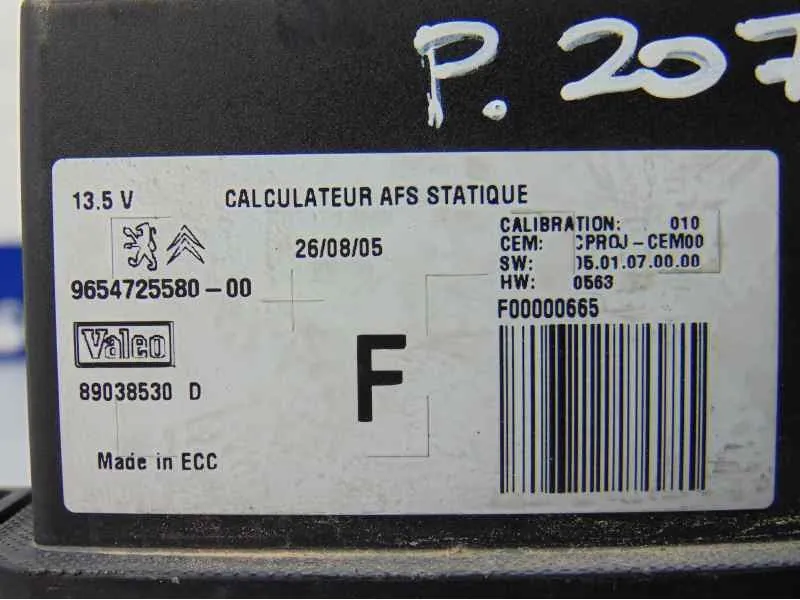 P. 207
13.5 V CALCULATEUR AFS STATIQUE
26/08/05
CALIBRATION: 010
CEM: CPROJ-CEM00
SW: 05.01.07.00.00
HW: 0563
9654725580-00
F00000665
Valeo
F
89038530 D
Made in ECC